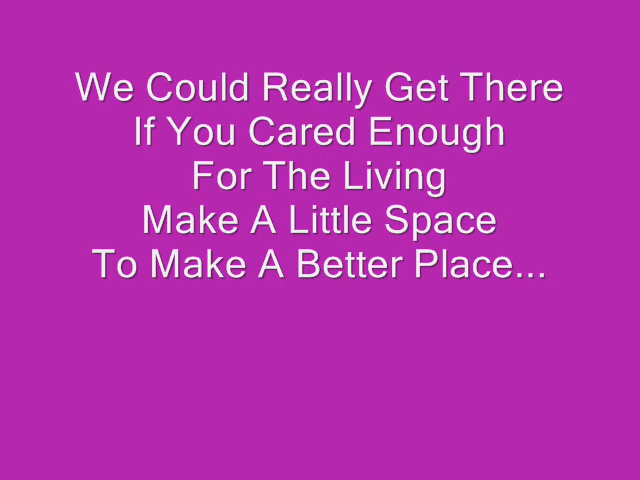 We Could Really Get There
If You Cared Enough
For The Living
Make A Little Space
To Make A Better Place...